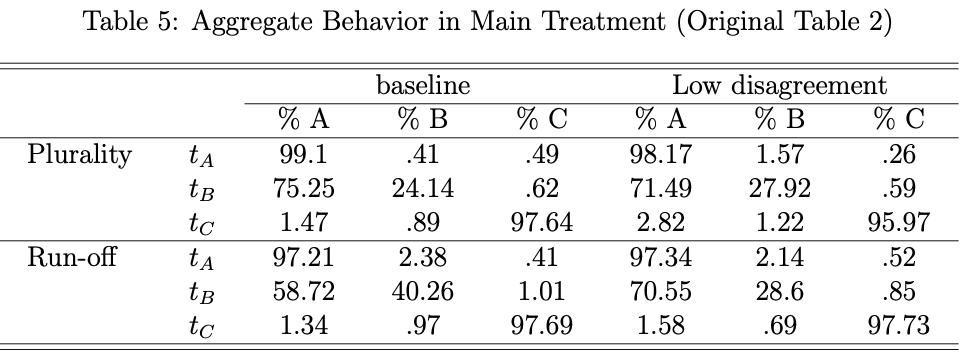 Table 5: Aggregate Behavior in Main Treatment (Original Table 2)
baseline Low disagreement
% A % B % C % A % B % C
Plurality t_A 99.1 .41 .49 98.17 1.57 .26
t_B 75.25 24.14 .62 71.49 27.92 .59
t_C 1.47 .89 97.64 2.82 1.22 95.97
Run-off t_A 97.21 2.38 .41 97.34 2.14 .52
t_B 58.72 40.26 1.01 70.55 28.6 .85
t_C 1.34 .97 97.69 1.58 .69 97.73